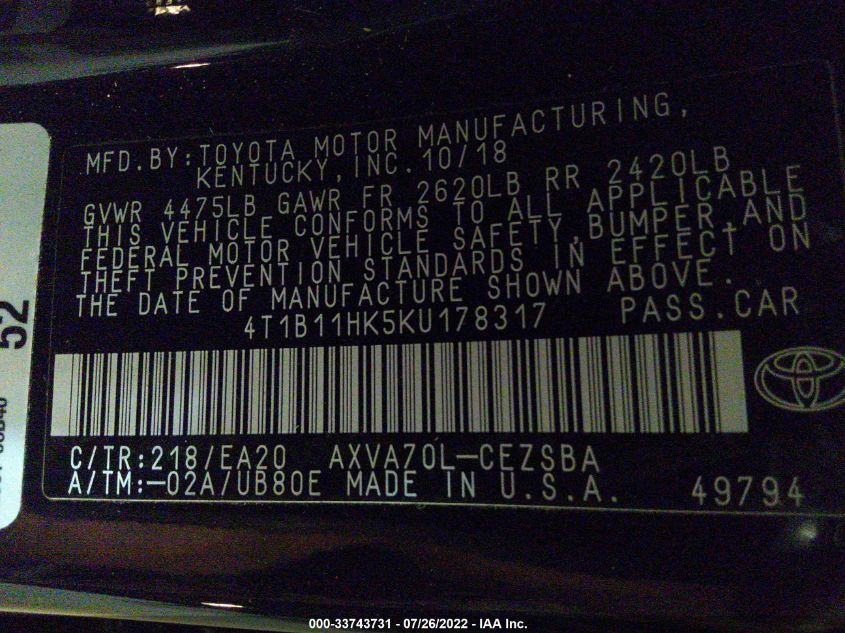 MFD.BY:TOYOTA MOTOR MANUFACTURING,
KENTUCKY,INC.10/18
GVWR 4475LB GAWR FR 2620LB RR 2420LB
THIS VEHICLE CONFORMS TO ALL APPLICABLE
FEDERAL MOTOR VEHICLE SAFETY,BUMPER,AND
THEFT PREVENTION STANDARDS IN EFFECT ON
THE DATE OF MANUFACTURE SHOWN ABOVE.
4T1B11HK5KU178317 PASS.CAR
C/TR:218/EA20 AXVA70L-CEZSBA
A/TM:-02A/UB80E MADE IN U.S.A. 49794
52
000-33743731 - 07/26/2022 - IAA Inc.